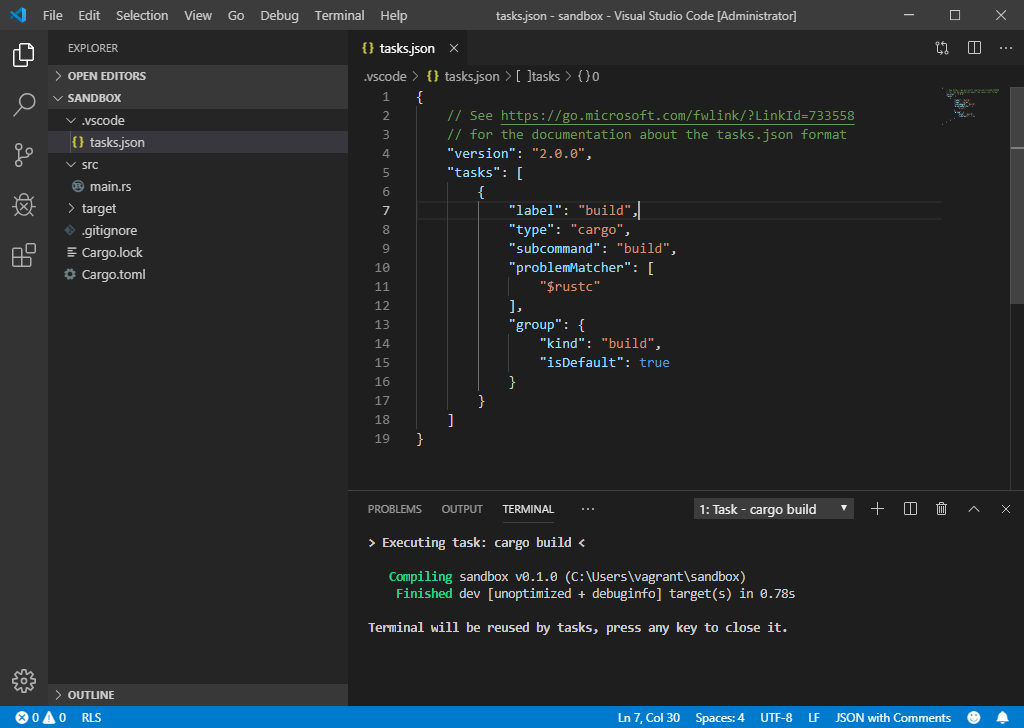 File Edit Selection View Go Debug Terminal Help tasks.json - sandbox - Visual Studio Code [Administrator]
EXPLORER
OPEN EDITORS
SANDBOX
.vscode
{} tasks.json
src
main.rs
target
.gitignore
Cargo.lock
Cargo.toml
OUTLINE
{} tasks.json
.vscode > {} tasks.json > [ ]tasks > {}0
1 {
2 // See https://go.microsoft.com/fwlink/?LinkId=733558
3 // for the documentation about the tasks.json format
4 "version": "2.0.0",
5 "tasks": [
6 {
7 "label": "build",
8 "type": "cargo",
9 "subcommand": "build",
10 "problemMatcher": [
11 "$rustc"
12 ],
13 "group": {
14 "kind": "build",
15 "isDefault": true
16 }
17 }
18 ]
19 }
PROBLEMS OUTPUT TERMINAL ··· 1: Task - cargo build
> Executing task: cargo build <
Compiling sandbox v0.1.0 (C:\Users\vagrant\sandbox)
Finished dev [unoptimized + debuginfo] target(s) in 0.78s
Terminal will be reused by tasks, press any key to close it.
0 0 RLS Ln 7, Col 30 Spaces: 4 UTF-8 LF JSON with Comments